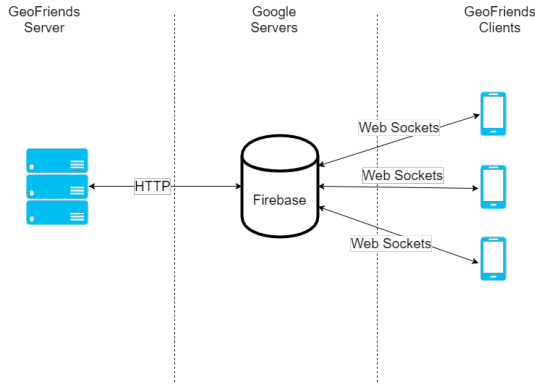 GeoFriends
Server
Google
Servers
GeoFriends
Clients
Web Sockets
HTTP
Web Sockets
Firebase
Web Sockets